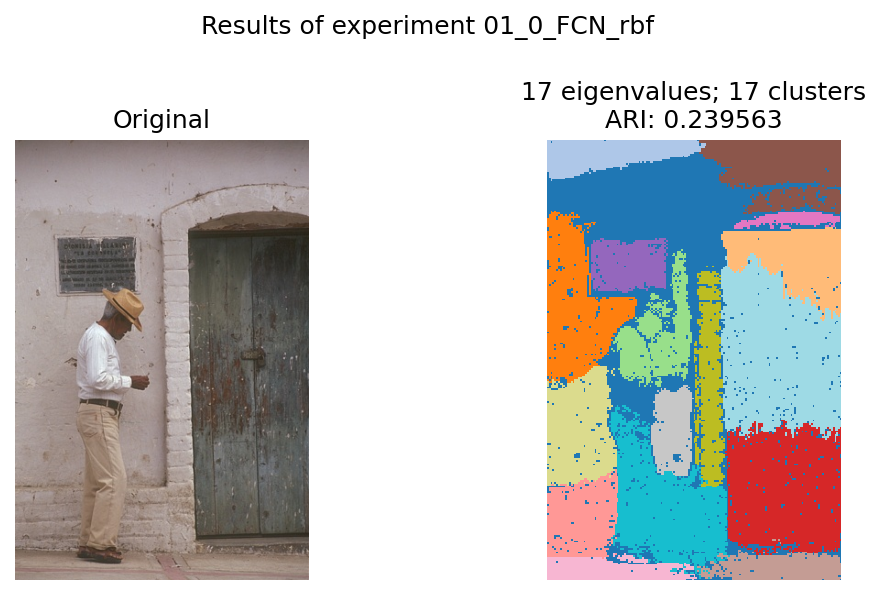 Results of experiment 01_0_FCN_rbf
Original
17 eigenvalues; 17 clusters
ARI: 0.239563